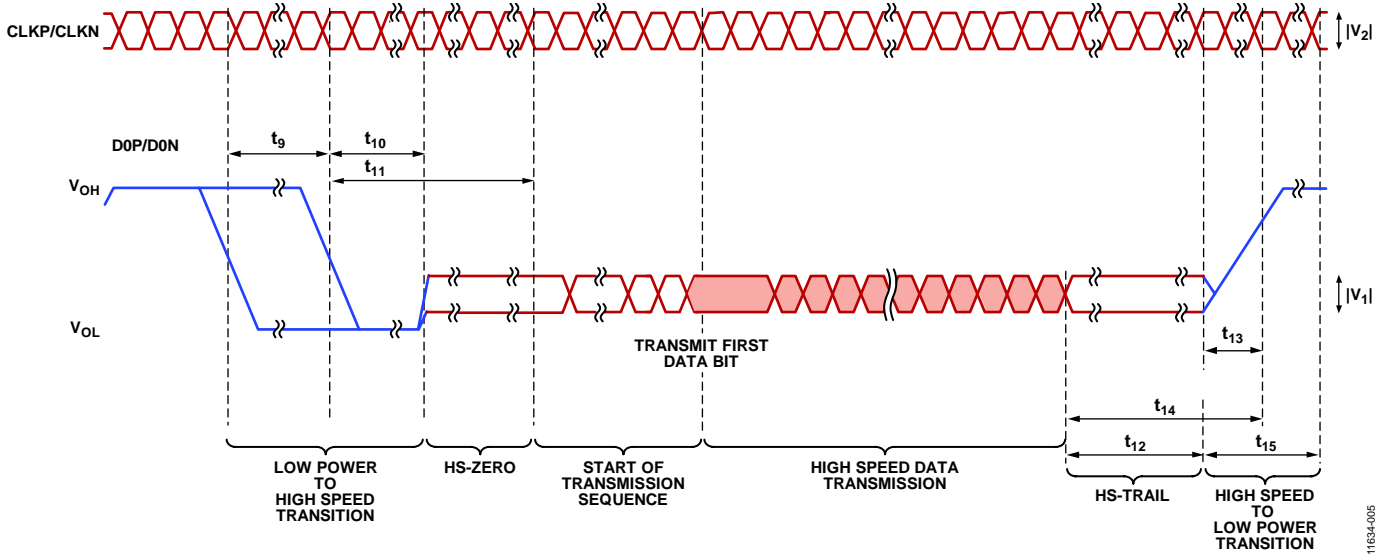 CLKP/CLKN
|V2|
D0P/D0N
t9
t10
t11
VOH
|V1|
VOL
TRANSMIT FIRST
DATA BIT
t13
t14
t12
t15
LOW POWER
TO
HIGH SPEED
TRANSITION
HS-ZERO
START OF
TRANSMISSION
SEQUENCE
HIGH SPEED DATA
TRANSMISSION
HS-TRAIL
HIGH SPEED
TO
LOW POWER
TRANSITION
11634-005